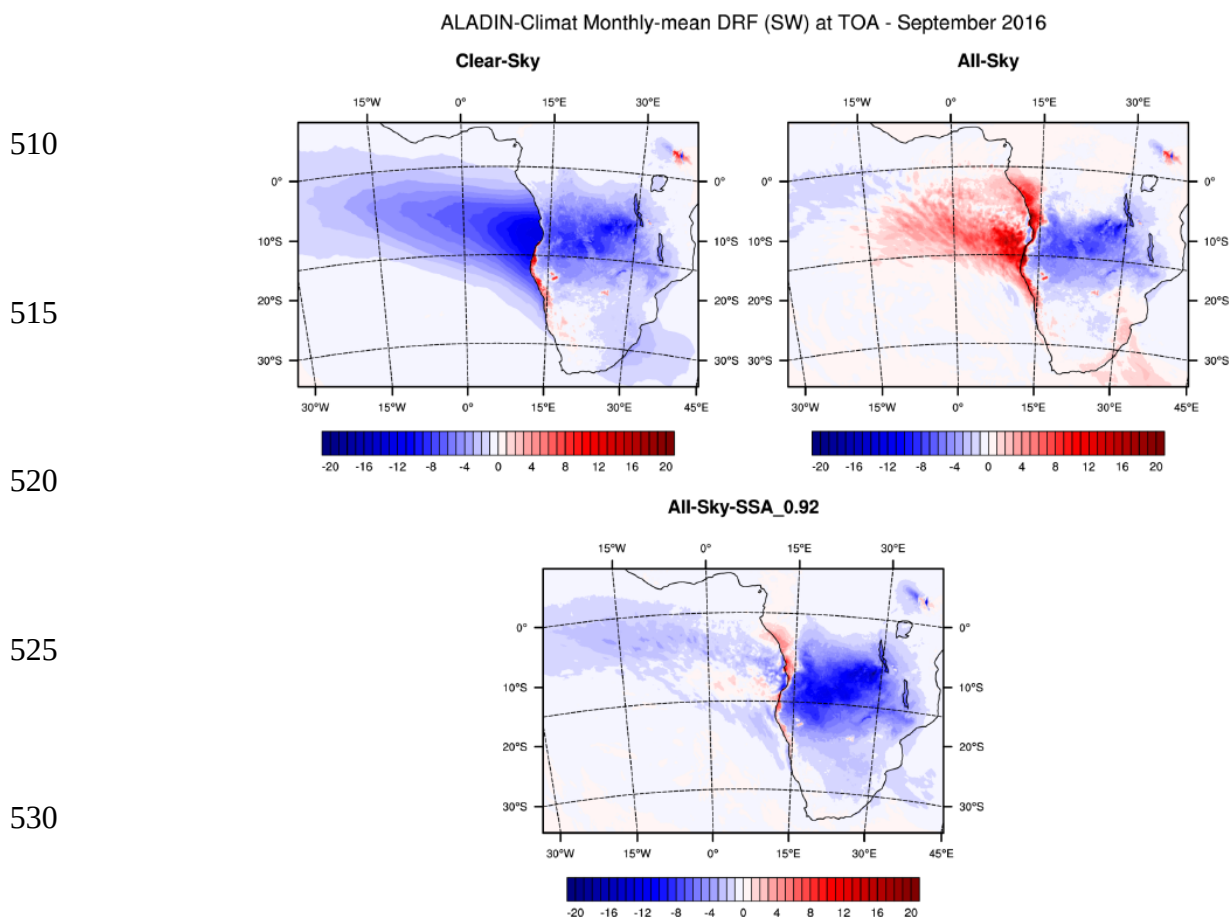 ALADIN-Climat Monthly-mean DRF (SW) at TOA - September 2016
Clear-Sky
All-Sky
15°W 0° 15°E 30°E
15°W 0° 15°E 30°E
510
0° 0° 0° 0°
10°S 10°S 10°S 10°S
515
20°S 20°S 20°S 20°S
30°S 30°S 30°S 30°S
30°W 15°W 0° 15°E 30°E 45°E
30°W 15°W 0° 15°E 30°E 45°E
-20 -16 -12 -8 -4 0 4 8 12 16 20
-20 -16 -12 -8 -4 0 4 8 12 16 20
520
All-Sky-SSA_0.92
15°W 0° 15°E 30°E
0° 0°
525
10°S 10°S
20°S 20°S
30°S 30°S
530
30°W 15°W 0° 15°E 30°E 45°E
-20 -16 -12 -8 -4 0 4 8 12 16 20